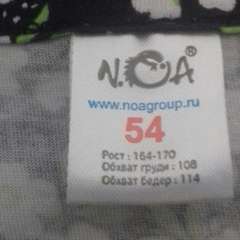 N.OA®
www.noagroup.ru
54
Рост : 164-170
Обхват груди : 108
Обхват бедер : 114